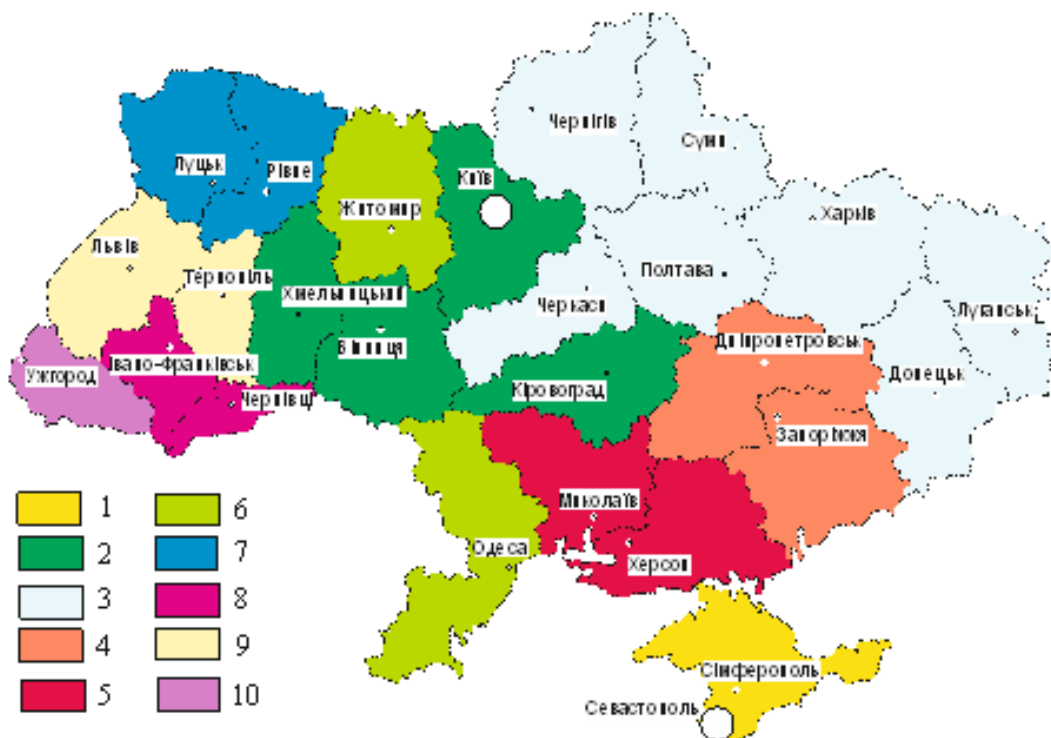 Чернігів
Суми
Луцьк
Рівне
Київ
Житомир
Харків
Львів
Тернопіль
Полтава
Хмельницький
Черкаси
Луганськ
Вінниця
Дніпропетровськ
Івано-Франківськ
Ужгород
Донецьк
Кіровоград
Чернівці
Запоріжжя
Миколаїв
Одеса
Херсон
Сімферополь
Севастополь
1 6
2 7
3 8
4 9
5 10